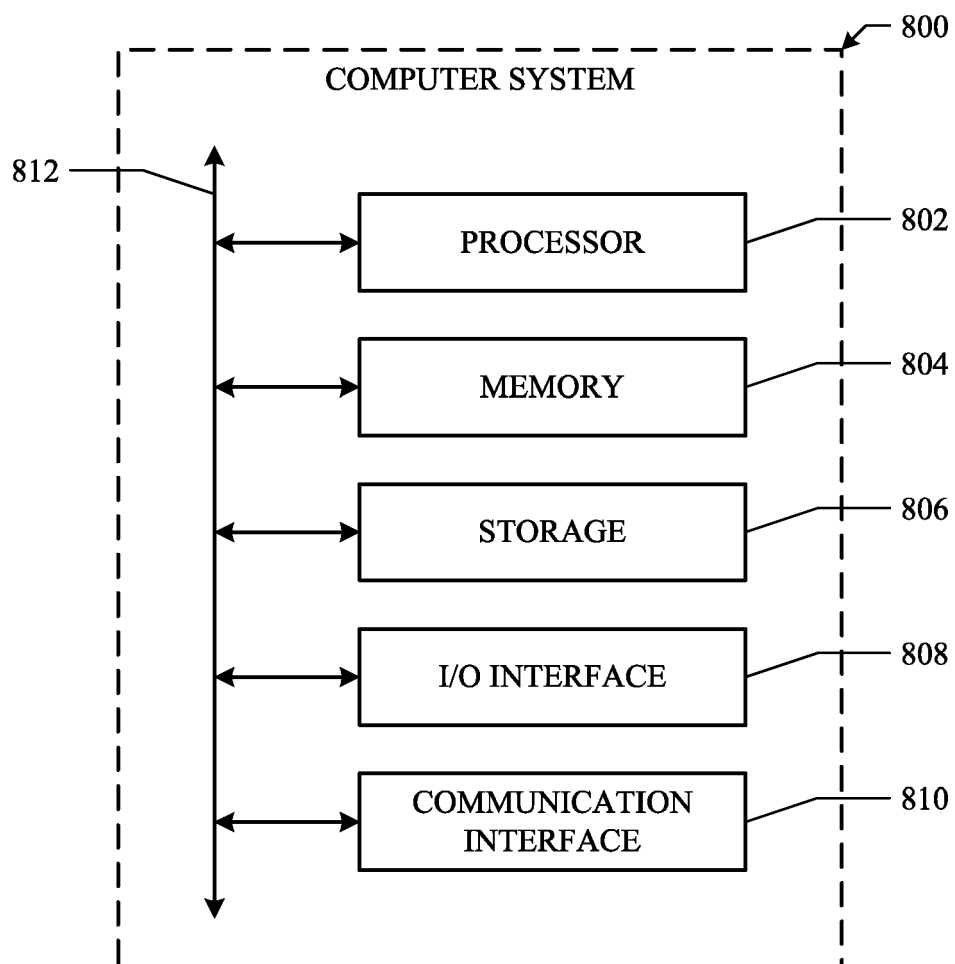 800
COMPUTER SYSTEM
812
PROCESSOR
802
MEMORY
804
STORAGE
806
I/O INTERFACE
808
COMMUNICATION
INTERFACE
810